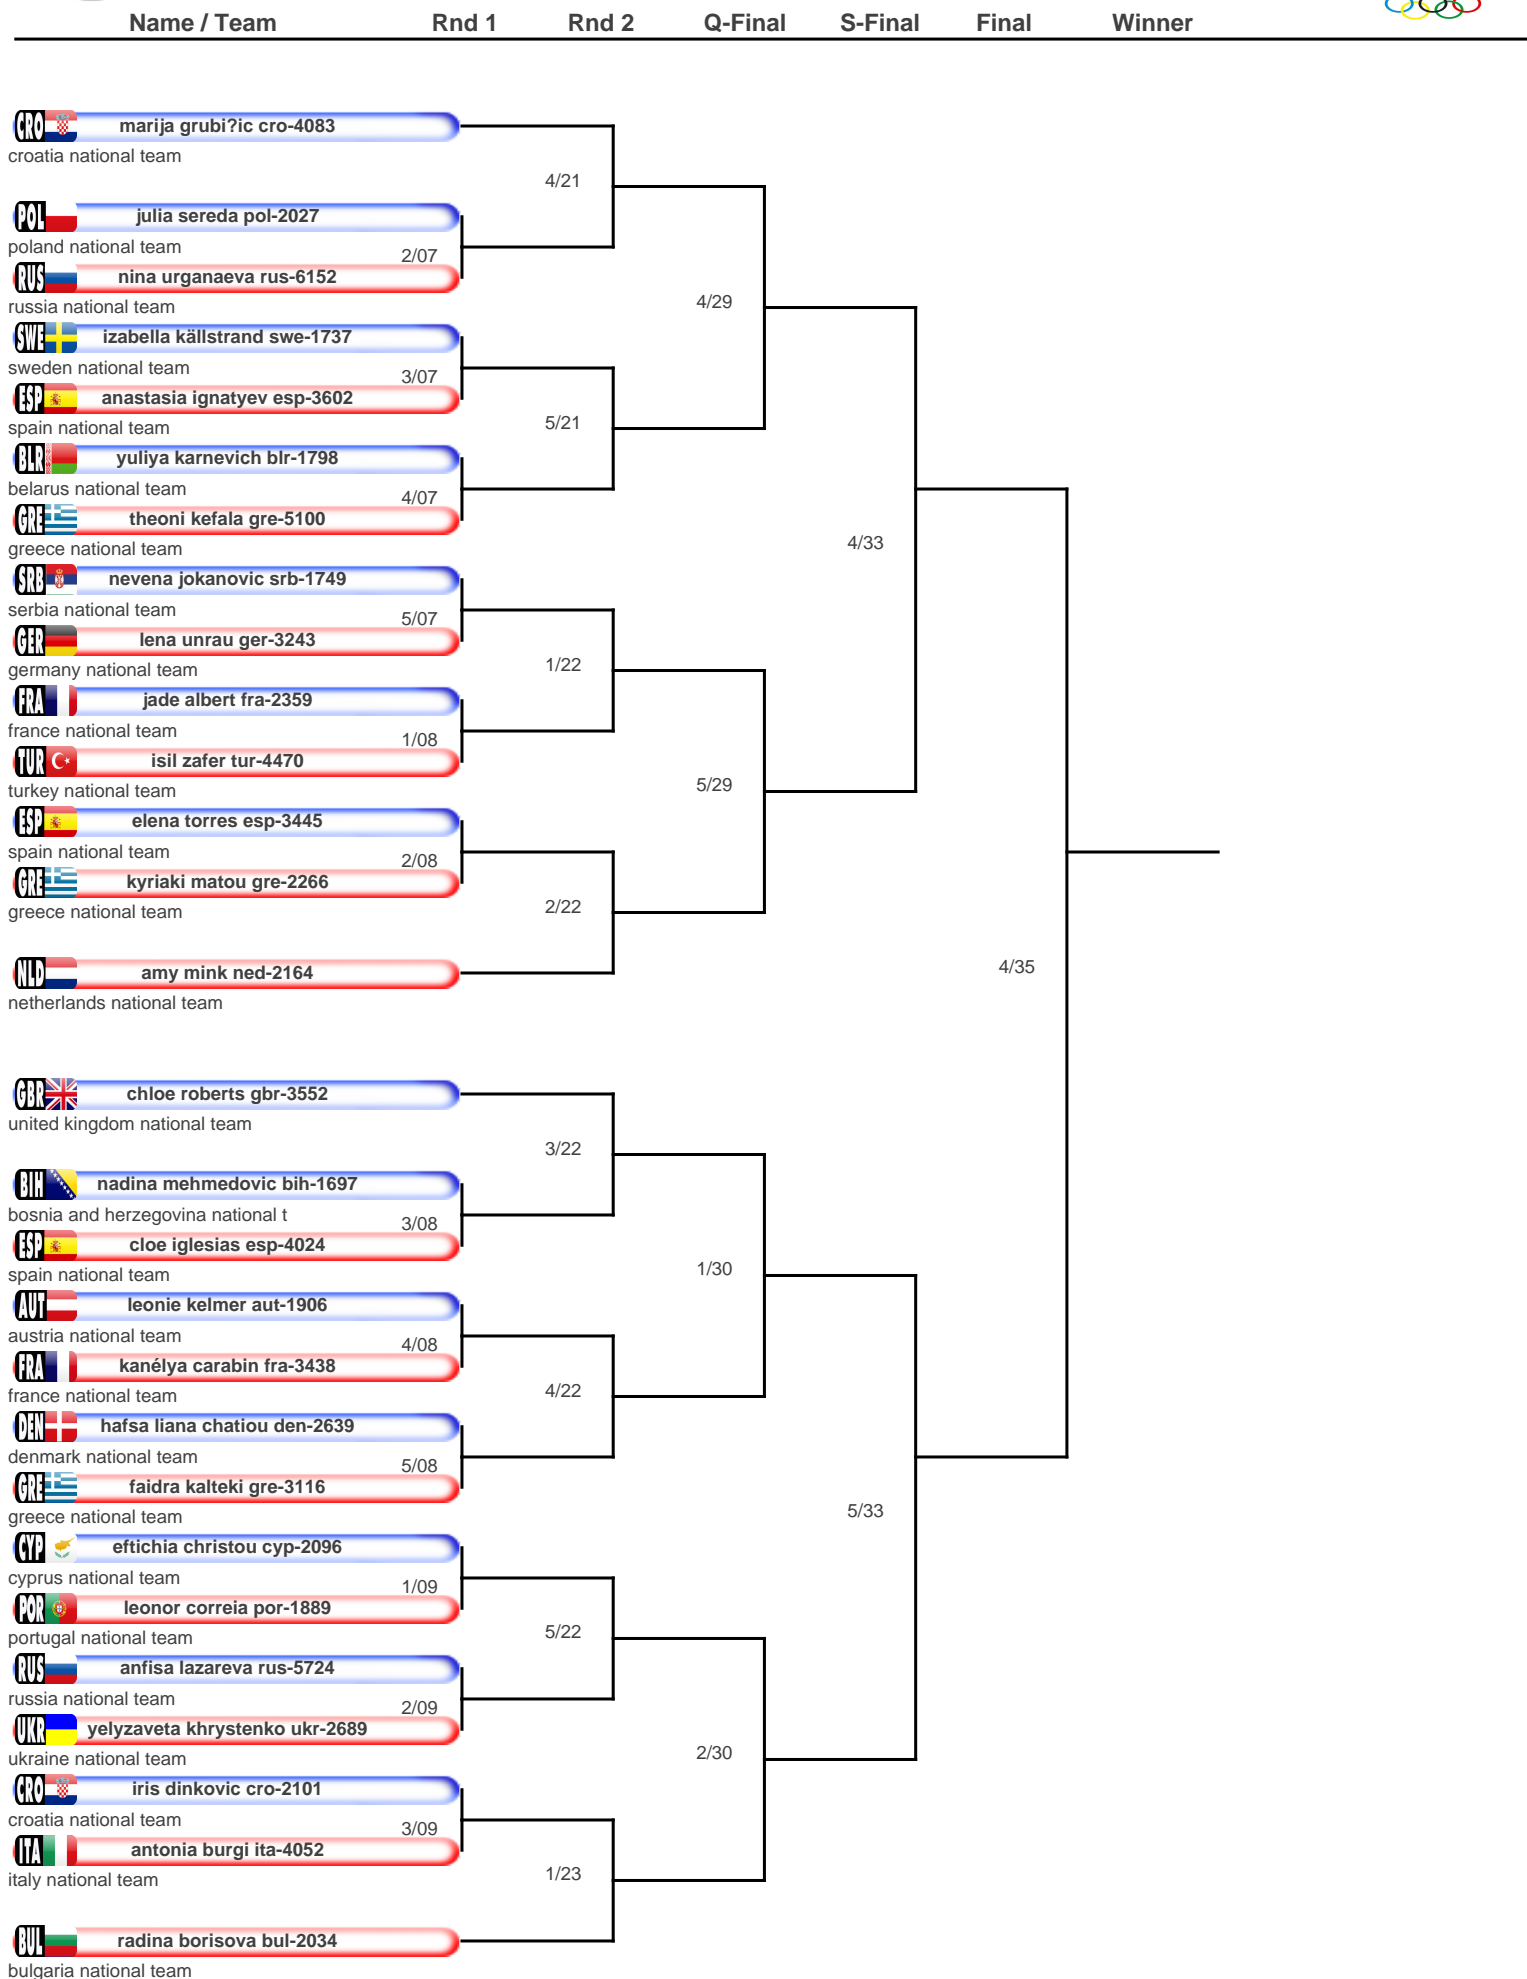 Name / Team Rnd 1 Rnd 2 Q-Final S-Final Final Winner
CRO marija grubi?ic cro-4083
croatia national team
4/21
POL julia sereda pol-2027
poland national team
2/07
RUS nina urganaeva rus-6152
russia national team
4/29
SWE izabella källstrand swe-1737
sweden national team
3/07
ESP anastasia ignatyev esp-3602
spain national team
5/21
BLR yuliya karnevich blr-1798
belarus national team
4/07
GRE theoni kefala gre-5100
greece national team
4/33
SRB nevena jokanovic srb-1749
serbia national team
5/07
GER lena unrau ger-3243
germany national team
1/22
FRA jade albert fra-2359
france national team
1/08
TUR isil zafer tur-4470
turkey national team
5/29
ESP elena torres esp-3445
spain national team
2/08
GRE kyriaki matou gre-2266
greece national team
2/22
NLD amy mink ned-2164
netherlands national team
4/35
GBR chloe roberts gbr-3552
united kingdom national team
3/22
BIH nadina mehmedovic bih-1697
bosnia and herzegovina national t
3/08
ESP cloe iglesias esp-4024
spain national team
1/30
AUT leonie kelmer aut-1906
austria national team
4/08
FRA kanélya carabin fra-3438
france national team
4/22
DEN hafsa liana chatiou den-2639
denmark national team
5/08
GRE faidra kalteki gre-3116
greece national team
5/33
CYP eftichia christou cyp-2096
cyprus national team
1/09
POR leonor correia por-1889
portugal national team
5/22
RUS anfisa lazareva rus-5724
russia national team
2/09
UKR yelyzaveta khrystenko ukr-2689
ukraine national team
2/30
CRO iris dinkovic cro-2101
croatia national team
3/09
ITA antonia burgi ita-4052
italy national team
1/23
BUL radina borisova bul-2034
bulgaria national team